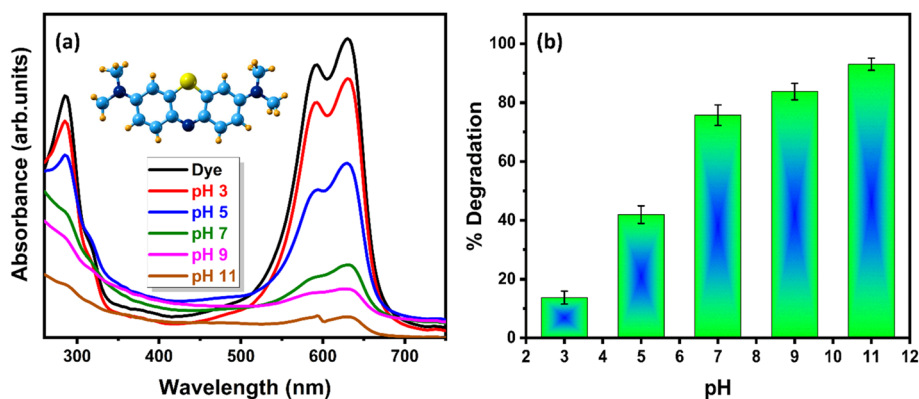 (a)
Absorbance (arb.units)
Dye
pH 3
pH 5
pH 7
pH 9
pH 11
300 400 500 600 700
Wavelength (nm)
(b)
% Degradation
100
80
60
40
20
0
2 3 4 5 6 7 8 9 10 11 12
pH